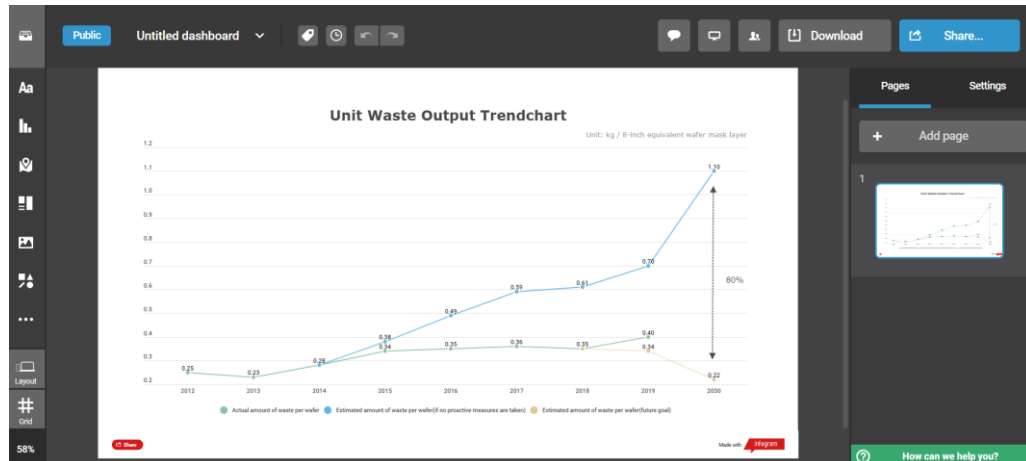 Public
Untitled dashboard
Download
Share...
Aa
Layout
Grid
58%
Unit Waste Output Trendchart
Unit: kg / 8-inch equivalent wafer mask layer
1.2
1.1
1.0
0.9
0.8
0.7
0.6
0.5
0.4
0.3
0.2
1.10
0.70
0.61
0.59
0.49
0.38
0.28
0.25
0.23
0.34
0.35
0.36
0.35
0.40
0.34
0.22
80%
2012 2013 2014 2015 2016 2017 2018 2019 2030
Actual amount of waste per wafer Estimated amount of waste per wafer(if no proactive measures are taken) Estimated amount of waste per wafer(future goal)
Share
Made with infogram
Pages Settings
+ Add page
1
How can we help you?